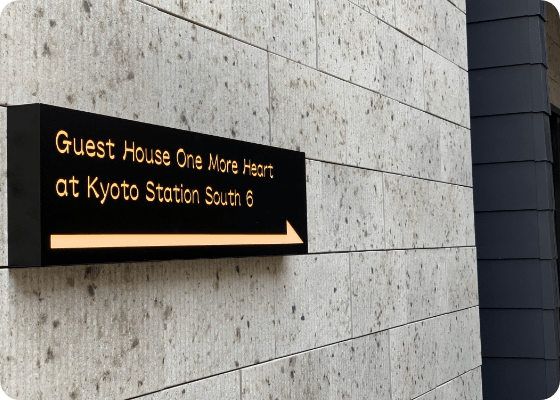 Guest House One More Heart
at Kyoto Station South 6